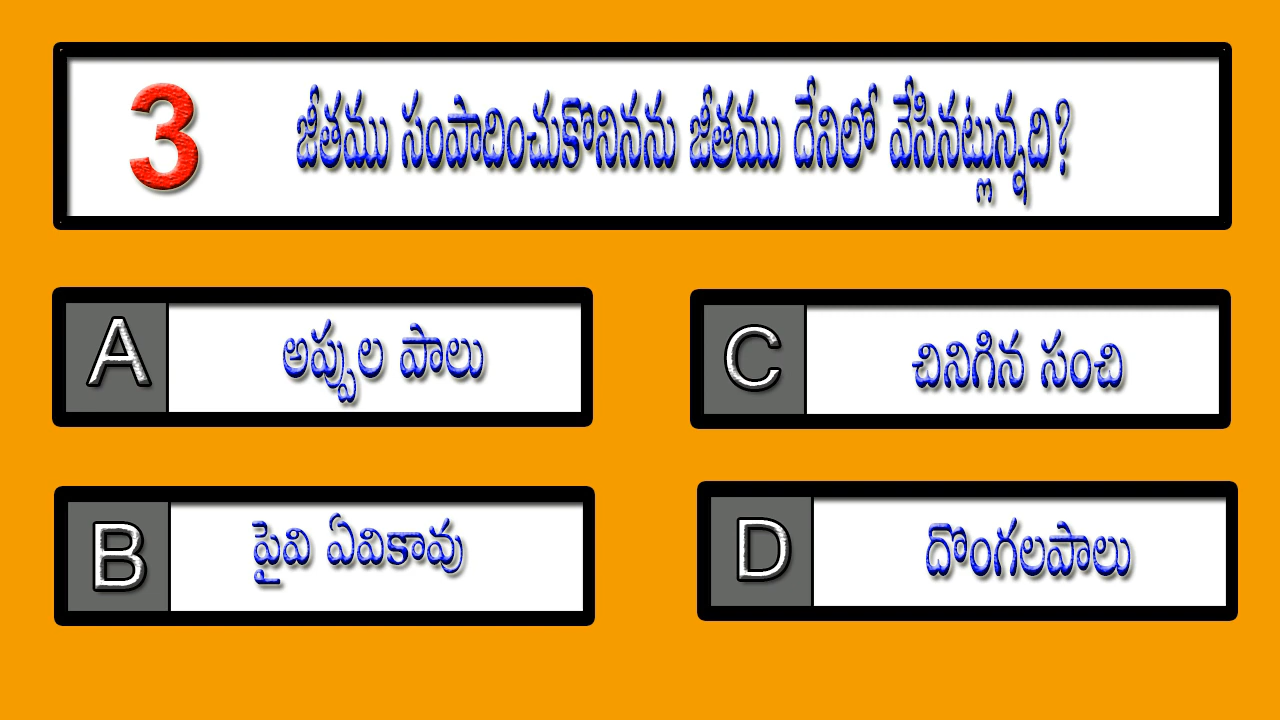 3 జీతము సంపాదించుకొనినను జీతము దేనిలో వేసినట్లున్నది?
A అప్పుల పాలు
C చినిగిన సంచి
B పైవి ఏవికావు
D దొంగలపాలు